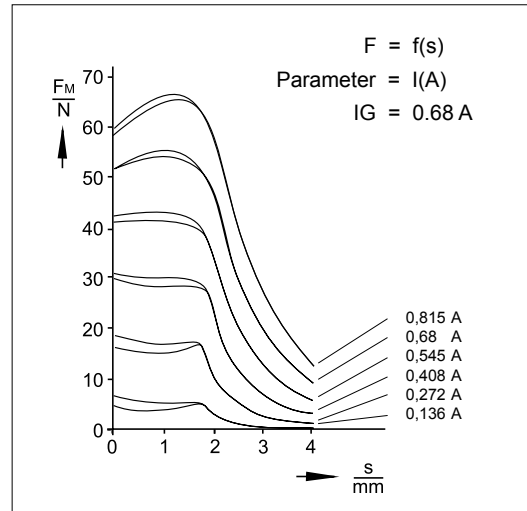 F = f(s)
Parameter = I(A)
IG = 0.68 A
F_M
N
70
60
50
40
30
20
10
0
0 1 2 3 4
s
mm
0,815 A
0,68 A
0,545 A
0,408 A
0,272 A
0,136 A